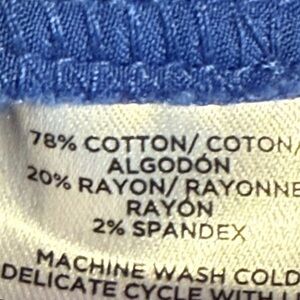 78% COTTON/ COTON/
ALGODÓN
20% RAYON/ RAYONNE
RAYÓN
2% SPANDEX
MACHINE WASH COLD
DELICATE CYCLE WITH